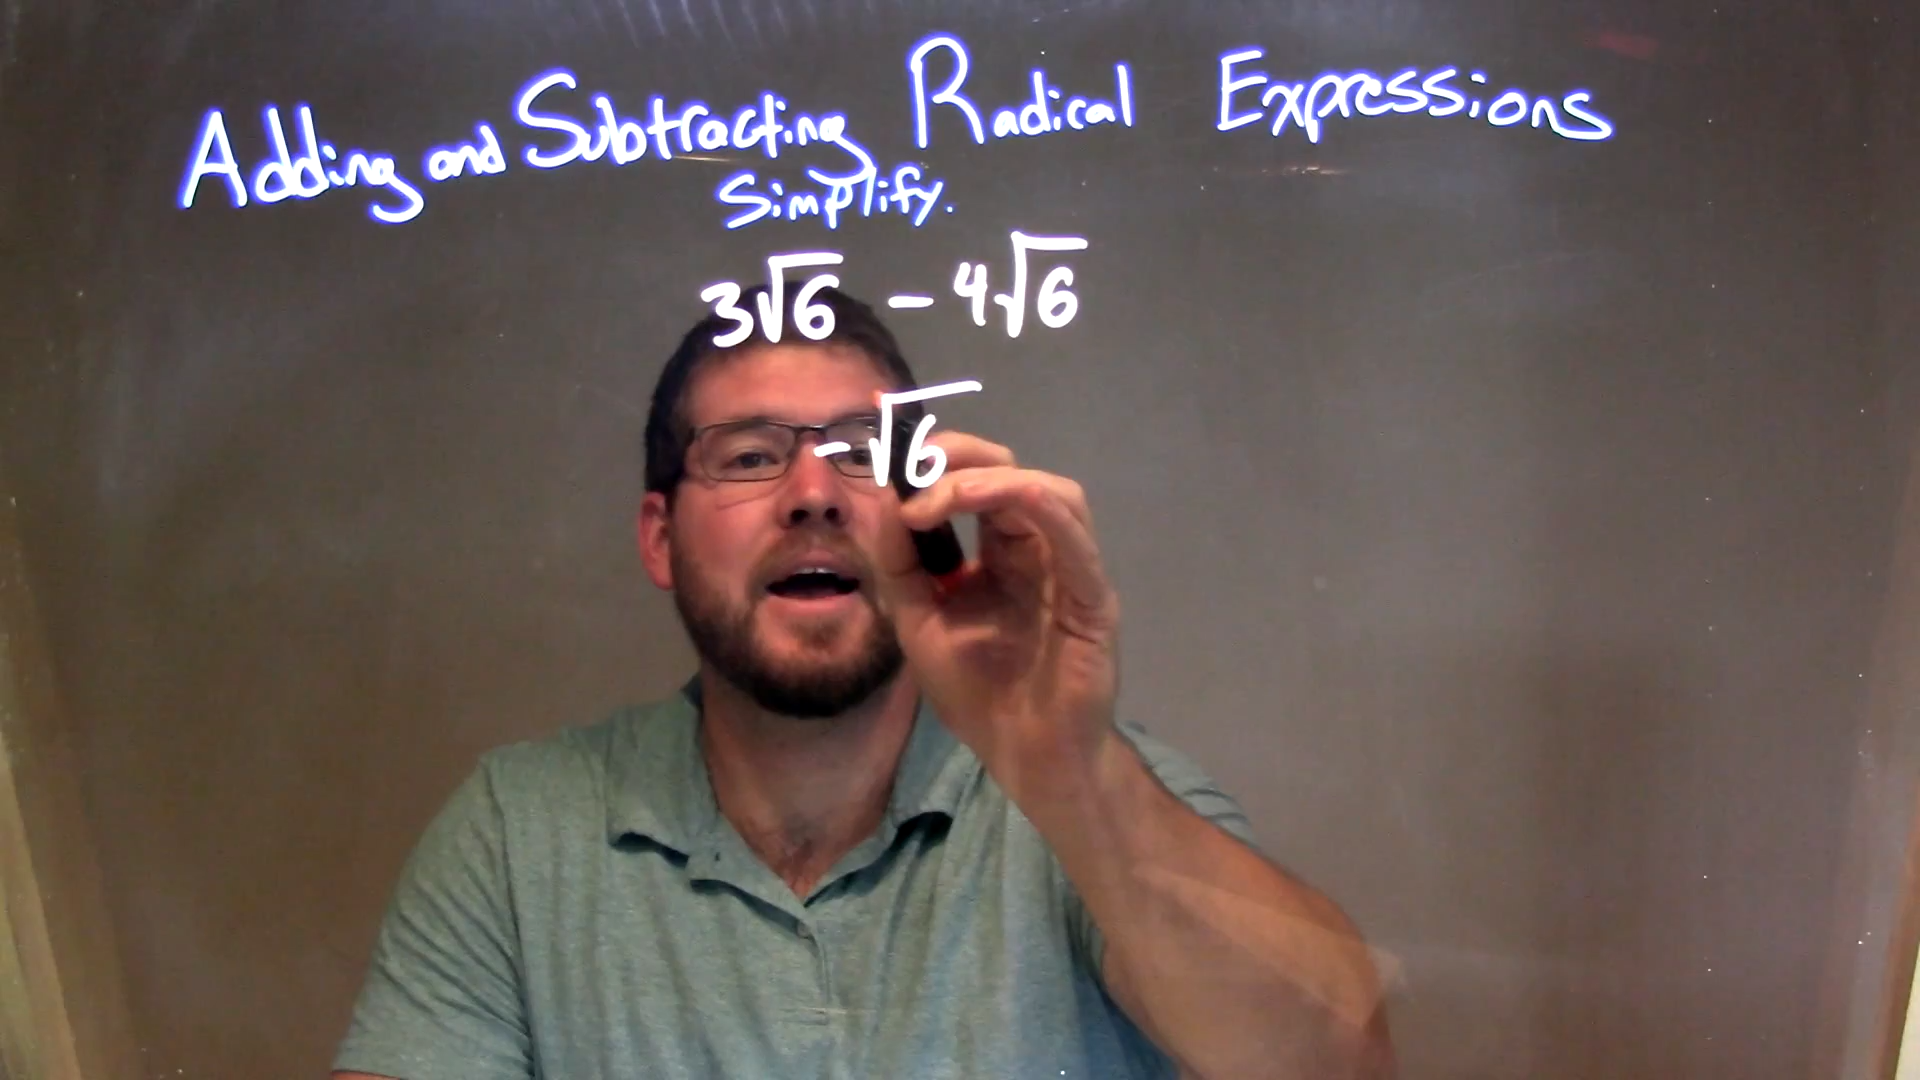 Adding and Subtracting Radical Expressions
Simplify.
3√6 - 4√6
-√6